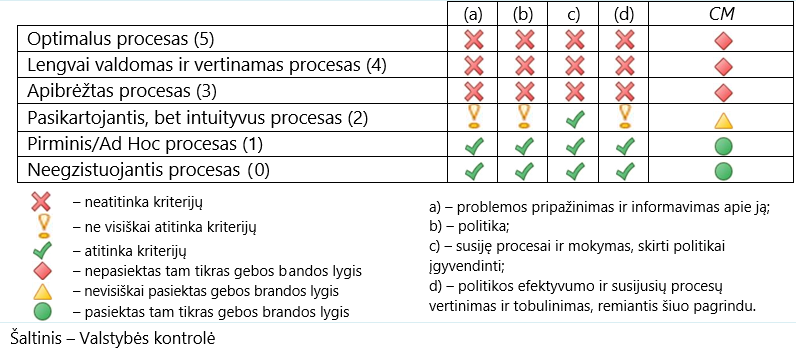 (a) (b) c) (d) CM
Optimalus procesas (5)
Lengvai valdomas ir vertinamas procesas (4)
Apibrėžtas procesas (3)
Pasikartojantis, bet intuityvus procesas (2)
Pirminis/Ad Hoc procesas (1)
Neegzistuojantis procesas (0)
– neatitinka kriterijų
– ne visiškai atitinka kriterijų
– atitinka kriterijų
– nepasiektas tam tikras gebos bandos lygis
– nevisiškai pasiektas gebos brandos lygis
– pasiektas tam tikras gebos brandos lygis
a) – problemos pripažinimas ir informavimas apie ją;
b) – politika;
c) – susiję procesai ir mokymas, skirti politikai
įgyvendinti;
d) – politikos efektyvumo ir susijusių procesų
vertinimas ir tobulinimas, remiantis šiuo pagrindu.
Šaltinis – Valstybės kontrolė